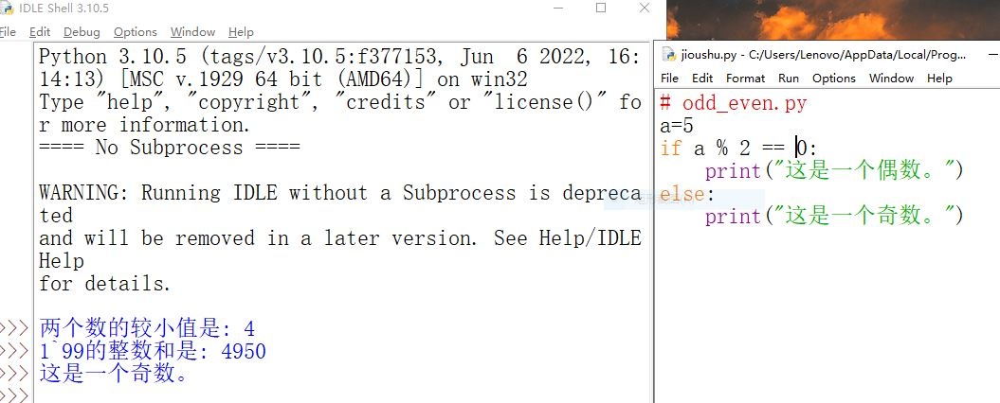 IDLE Shell 3.10.5
File Edit Debug Options Window Help
Python 3.10.5 (tags/v3.10.5:f377153, Jun 6 2022, 16:
14:13) [MSC v.1929 64 bit (AMD64)] on win32
Type "help", "copyright", "credits" or "license()" fo
r more information.
==== No Subprocess ====
WARNING: Running IDLE without a Subprocess is depreca
ted
and will be removed in a later version. See Help/IDLE
Help
for details.
>>> 两个数的较小值是: 4
>>> 1~99的整数和是: 4950
>>> 这是一个奇数。
>>>
jioushu.py - C:/Users/Lenovo/AppData/Local/Prog...
File Edit Format Run Options Window Help
# odd_even.py
a=5
if a % 2 == 0:
    print("这是一个偶数。")
else:
    print("这是一个奇数。")